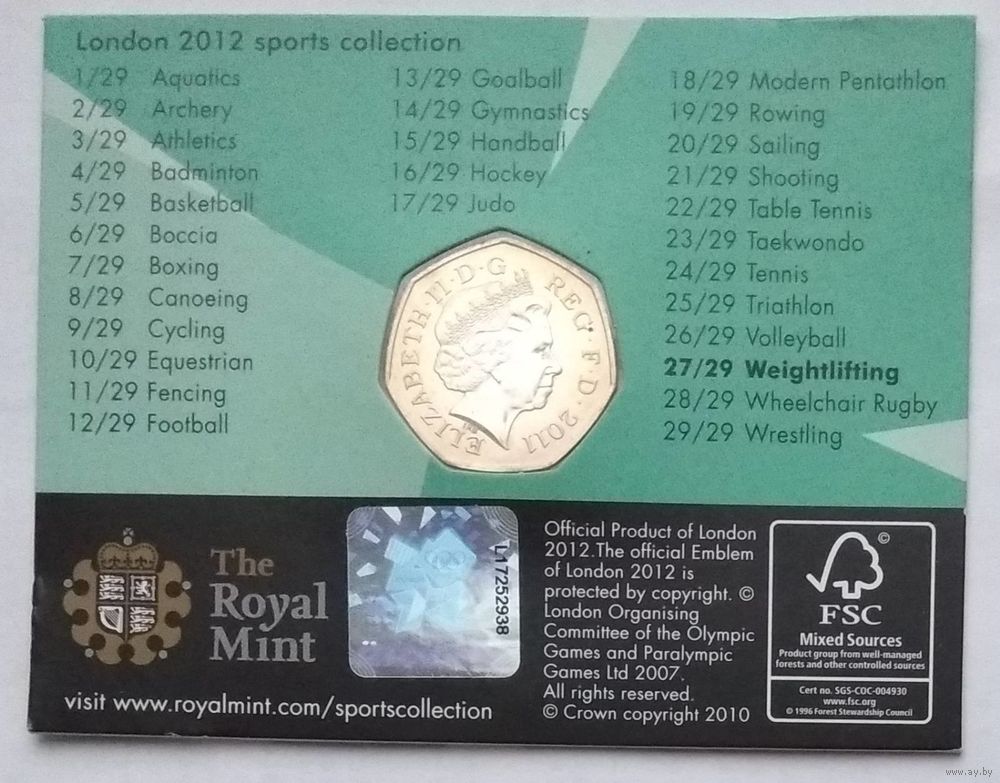 London 2012 sports collection
1/29 Aquatics
2/29 Archery
3/29 Athletics
4/29 Badminton
5/29 Basketball
6/29 Boccia
7/29 Boxing
8/29 Canoeing
9/29 Cycling
10/29 Equestrian
11/29 Fencing
12/29 Football
13/29 Goalball
14/29 Gymnastics
15/29 Handball
16/29 Hockey
17/29 Judo
18/29 Modern Pentathlon
19/29 Rowing
20/29 Sailing
21/29 Shooting
22/29 Table Tennis
23/29 Taekwondo
24/29 Tennis
25/29 Triathlon
26/29 Volleyball
27/29 Weightlifting
28/29 Wheelchair Rugby
29/29 Wrestling
ELIZABETH·II·D·G REG·F·D·2011
The
Royal
Mint
visit www.royalmint.com/sportscollection
L17252938
Official Product of London
2012.The official Emblem
of London 2012 is
protected by copyright. ©
London Organising
Committee of the Olympic
Games and Paralympic
Games Ltd 2007.
All rights reserved.
© Crown copyright 2010
©
FSC
Mixed Sources
Product group from well-managed
forests and other controlled sources
Cert no. SGS-COC-004930
www.fsc.org
© 1996 Forest Stewardship Council
www.ay.by